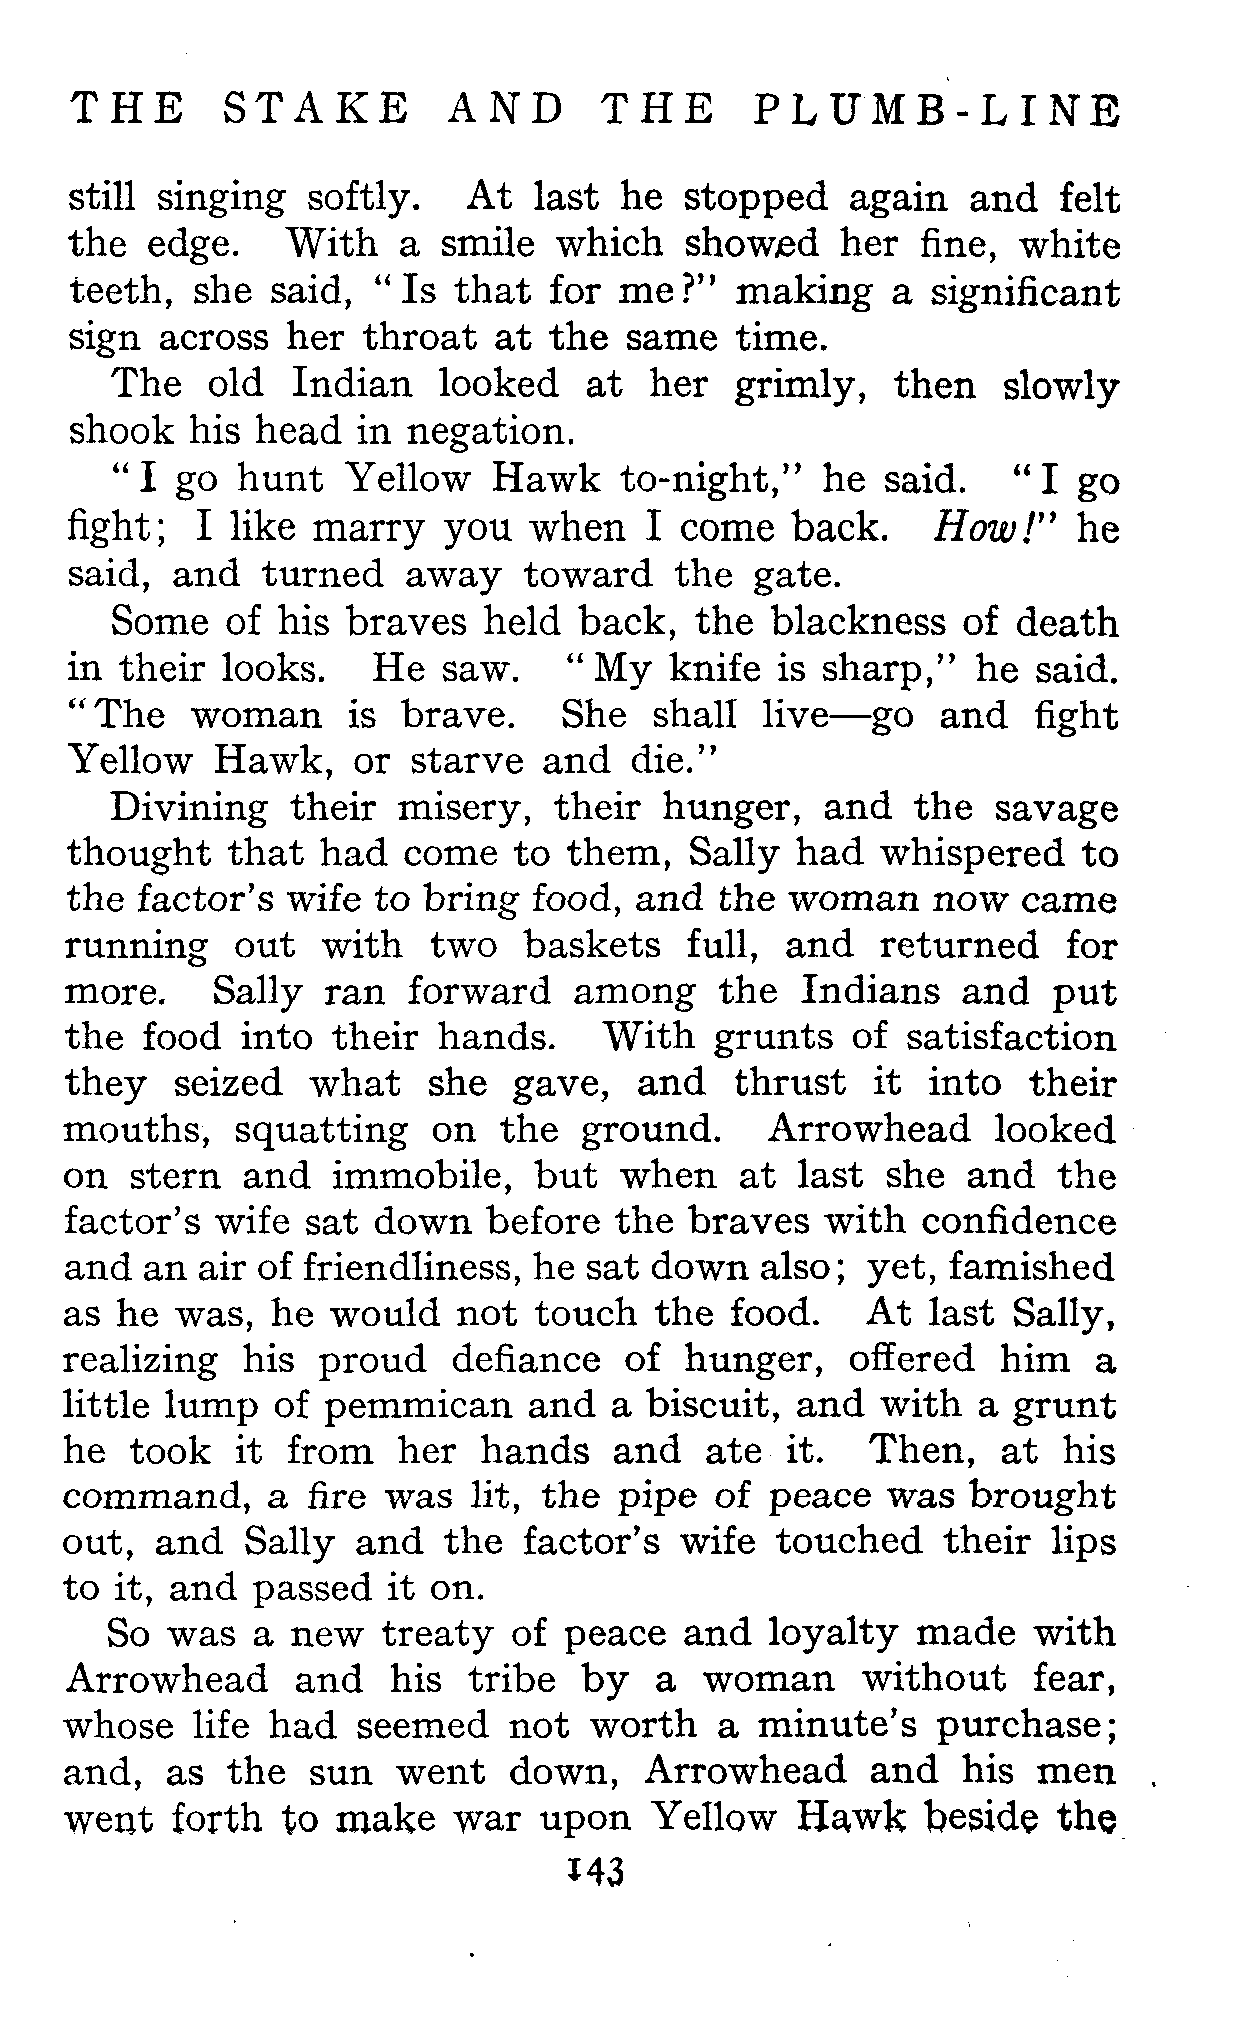 THE STAKE AND THE PLUMB-LINE
still singing softly. At last he stopped again and felt
the edge. With a smile which showed her fine, white
teeth, she said, "Is that for me?" making a significant
sign across her throat at the same time.
The old Indian looked at her grimly, then slowly
shook his head in negation.
"I go hunt Yellow Hawk to-night," he said. "I go
fight; I like marry you when I come back. How!" he
said, and turned away toward the gate.
Some of his braves held back, the blackness of death
in their looks. He saw. "My knife is sharp," he said.
"The woman is brave. She shall live—go and fight
Yellow Hawk, or starve and die."
Divining their misery, their hunger, and the savage
thought that had come to them, Sally had whispered to
the factor's wife to bring food, and the woman now came
running out with two baskets full, and returned for
more. Sally ran forward among the Indians and put
the food into their hands. With grunts of satisfaction
they seized what she gave, and thrust it into their
mouths, squatting on the ground. Arrowhead looked
on stern and immobile, but when at last she and the
factor's wife sat down before the braves with confidence
and an air of friendliness, he sat down also; yet, famished
as he was, he would not touch the food. At last Sally,
realizing his proud defiance of hunger, offered him a
little lump of pemmican and a biscuit, and with a grunt
he took it from her hands and ate it. Then, at his
command, a fire was lit, the pipe of peace was brought
out, and Sally and the factor's wife touched their lips
to it, and passed it on.
So was a new treaty of peace and loyalty made with
Arrowhead and his tribe by a woman without fear,
whose life had seemed not worth a minute's purchase;
and, as the sun went down, Arrowhead and his men
went forth to make war upon Yellow Hawk beside the
143